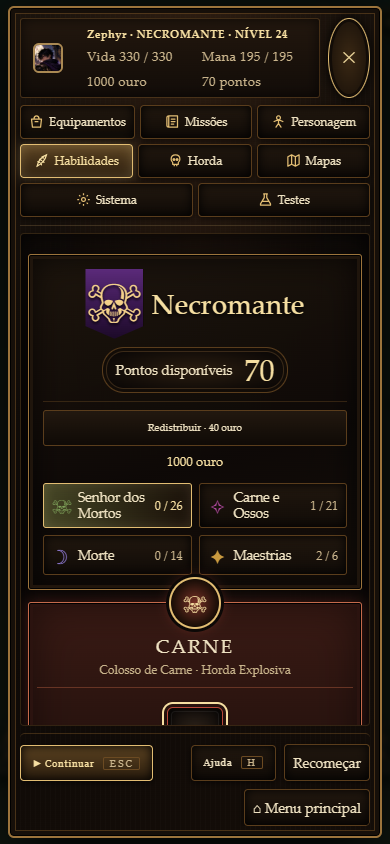 Zephyr · NECROMANTE · NÍVEL 24
Vida 330 / 330 Mana 195 / 195
1000 ouro 70 pontos
Equipamentos Missões Personagem
Habilidades Horda Mapas
Sistema Testes
Necromante
Pontos disponíveis 70
Redistribuir · 40 ouro
1000 ouro
Senhor dos Mortos 0 / 26
Carne e Ossos 1 / 21
Morte 0 / 14
Maestrias 2 / 6
CARNE
Colosso de Carne · Horda Explosiva
▶ Continuar ESC
Ajuda H
Recomeçar
⌂ Menu principal